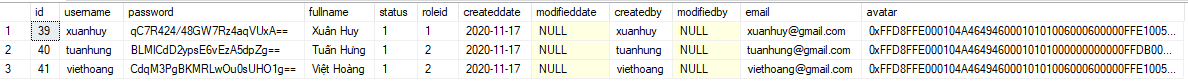 id username password fullname status roleid createddate modifieddate createdby modifiedby email avatar
1 39 xuanhuy qC7R424/48GW7Rz4aqVUxA== Xuân Huy 1 1 2020-11-17 NULL xuanhuy NULL xuanhuy@gmail.com 0xFFD8FFE000104A46494600010101006000600000FFE1005...
2 40 tuanhung BLMICdD2ypsE6vEzA5dpZg== Tuấn Hưng 1 2 2020-11-17 NULL tuanhung NULL tuanhung@gmail.com 0xFFD8FFE000104A46494600010100000000000000FFDB00...
3 41 viethoang CdqM3PgBKMRLwOu0sUHO1g== Việt Hoàng 1 2 2020-11-17 NULL viethoang NULL viethoang@gmail.com 0xFFD8FFE000104A46494600010101006000600000FFE1005...